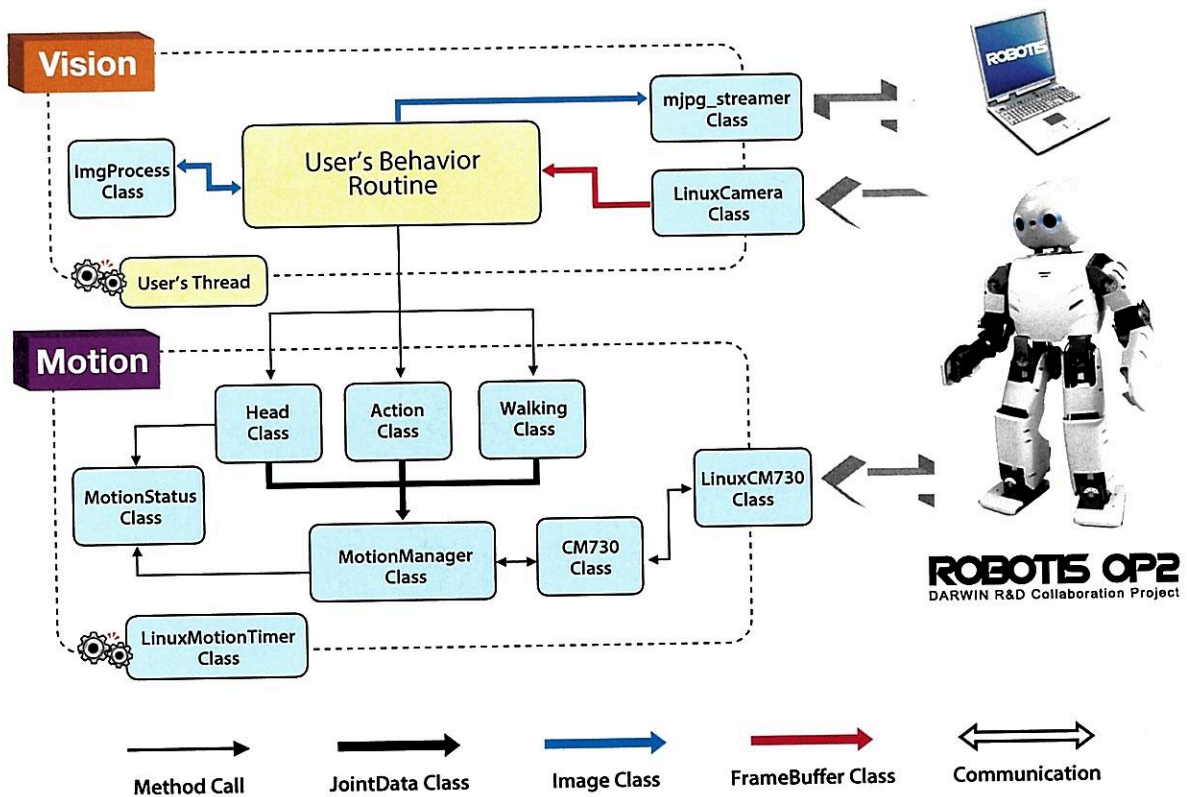 Vision
mjpg_streamer
Class
ROBOTIS
User's Behavior
Routine
ImgProcess
Class
LinuxCamera
Class
User's Thread
Motion
Head
Class
Action
Class
Walking
Class
MotionStatus
Class
LinuxCM730
Class
MotionManager
Class
CM730
Class
ROBOTIS OP2
DARWIN R&D Collaboration Project
LinuxMotionTimer
Class
Method Call
JointData Class
Image Class
FrameBuffer Class
Communication